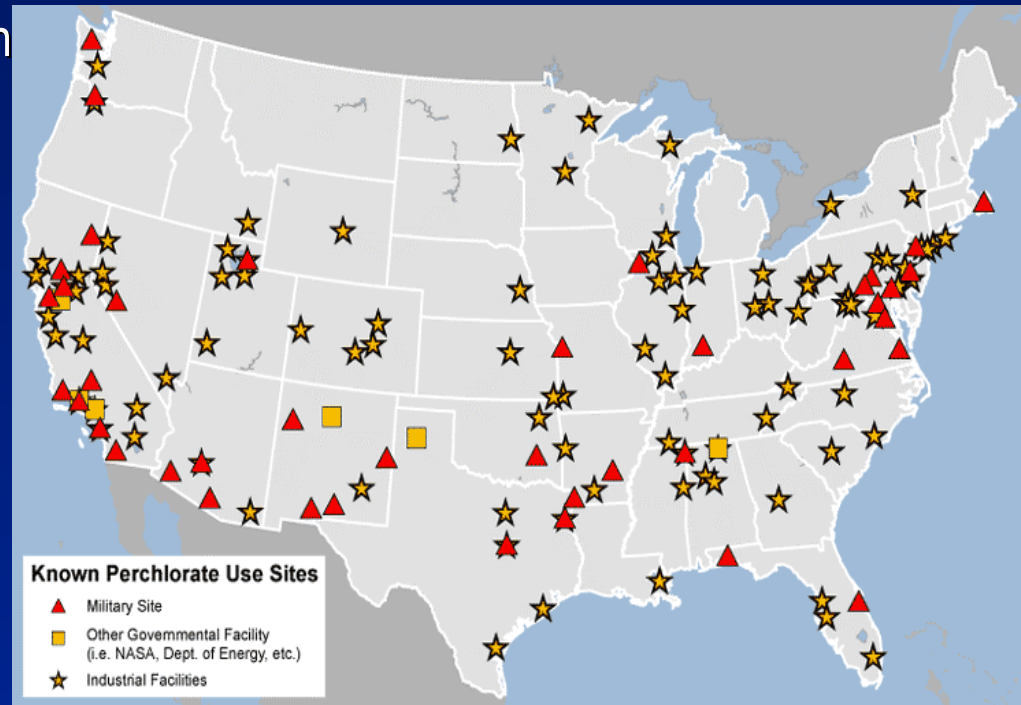 n
Known Perchlorate Use Sites
Military Site
Other Governmental Facility
(i.e. NASA, Dept. of Energy, etc.)
Industrial Facilities